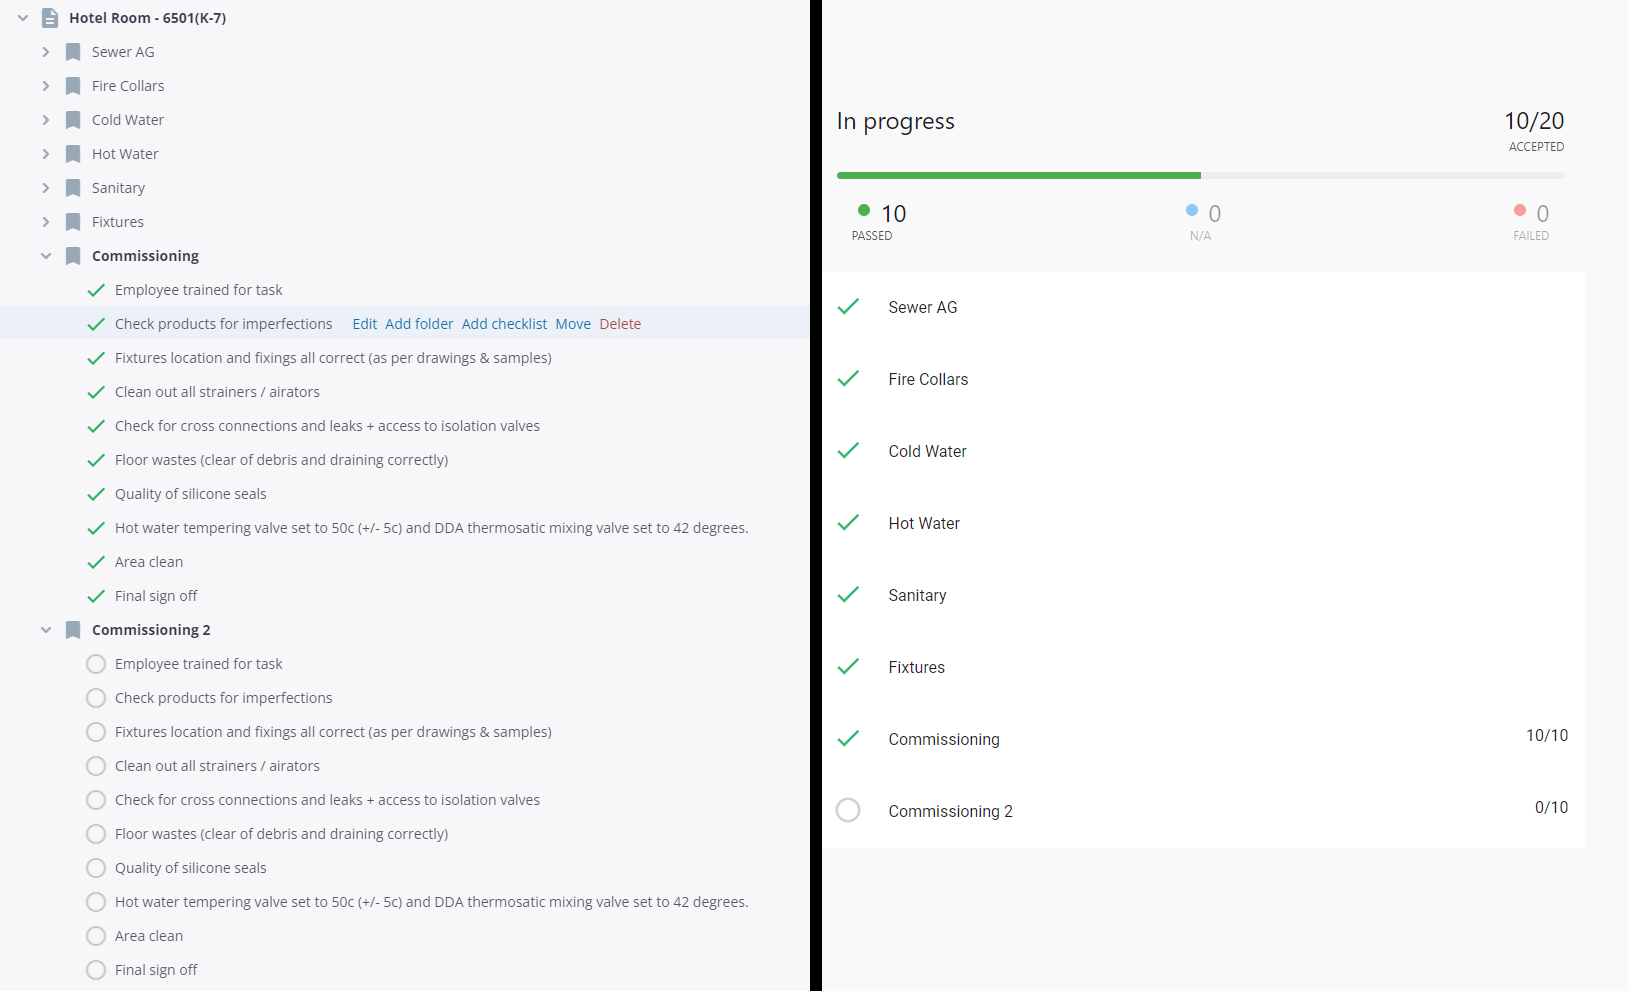 Hotel Room - 6501(K-7)
Sewer AG
Fire Collars
Cold Water
Hot Water
Sanitary
Fixtures
Commissioning
Employee trained for task
Check products for imperfections Edit Add folder Add checklist Move Delete
Fixtures location and fixings all correct (as per drawings & samples)
Clean out all strainers / airators
Check for cross connections and leaks + access to isolation valves
Floor wastes (clear of debris and draining correctly)
Quality of silicone seals
Hot water tempering valve set to 50c (+/- 5c) and DDA thermosatic mixing valve set to 42 degrees.
Area clean
Final sign off
Commissioning 2
Employee trained for task
Check products for imperfections
Fixtures location and fixings all correct (as per drawings & samples)
Clean out all strainers / airators
Check for cross connections and leaks + access to isolation valves
Floor wastes (clear of debris and draining correctly)
Quality of silicone seals
Hot water tempering valve set to 50c (+/- 5c) and DDA thermosatic mixing valve set to 42 degrees.
Area clean
Final sign off
In progress 10/20
ACCEPTED
10 0 0
PASSED N/A FAILED
Sewer AG
Fire Collars
Cold Water
Hot Water
Sanitary
Fixtures
Commissioning 10/10
Commissioning 2 0/10